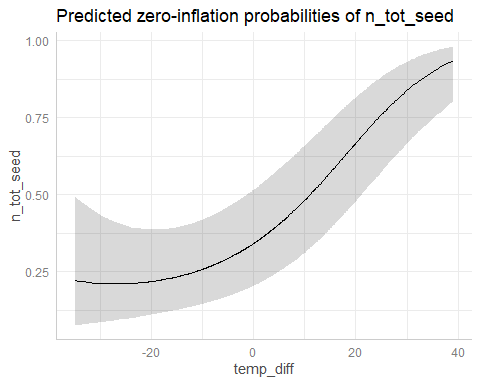 Predicted zero-inflation probabilities of n_tot_seed
1.00
0.75
0.50
0.25
n_tot_seed
-20 0 20 40
temp_diff